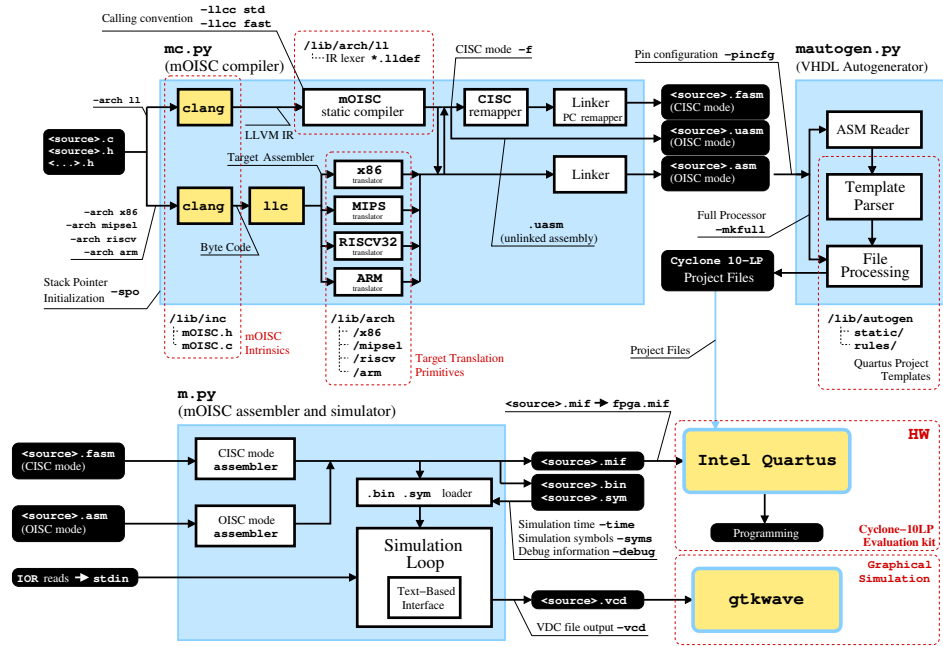 Calling convention -llcc std
-llcc fast
mc.py
(mOISC compiler)
/lib/arch/ll
IR lexer *.lldef
CISC mode -f
Pin configuration -pincfg
mautogen.py
(VHDL Autogenerator)
-arch ll
clang
LLVM IR
mOISC
static compiler
CISC
remapper
Linker
PC remapper
<source>.fasm
(CISC mode)
<source>.uasm
(OISC mode)
<source>.asm
(OISC mode)
ASM Reader
<source>.c
<source>.h
<...>.h
Target Assembler
x86
translator
MIPS
translator
RISCV32
translator
ARM
translator
Linker
Template
Parser
File
Processing
clang
llc
-arch x86
-arch mipsel
-arch riscv
-arch arm
Byte Code
.uasm
(unlinked assembly)
Full Processor
-mkfull
Cyclone 10-LP
Project Files
Stack Pointer
Initialization -spo
/lib/inc
mOISC.h
mOISC.c
mOISC
Intrinsics
/lib/arch
/x86
/mipsel
/riscv
/arm
Target Translation
Primitives
Project Files
/lib/autogen
static/
rules/
Quartus Project
Templates
m.py
(mOISC assembler and simulator)
<source>.mif fpga.mif
<source>.fasm
(CISC mode)
CISC mode
assembler
<source>.mif
<source>.bin
<source>.sym
.bin .sym loader
<source>.asm
(OISC mode)
OISC mode
assembler
Simulation time -time
Simulation symbols -syms
Debug information -debug
HW
Intel Quartus
Programming
Cyclone-10LP
Evaluation kit
IOR reads stdin
Simulation
Loop
Text-Based
Interface
<source>.vcd
VDC file output -vcd
Graphical
Simulation
gtkwave